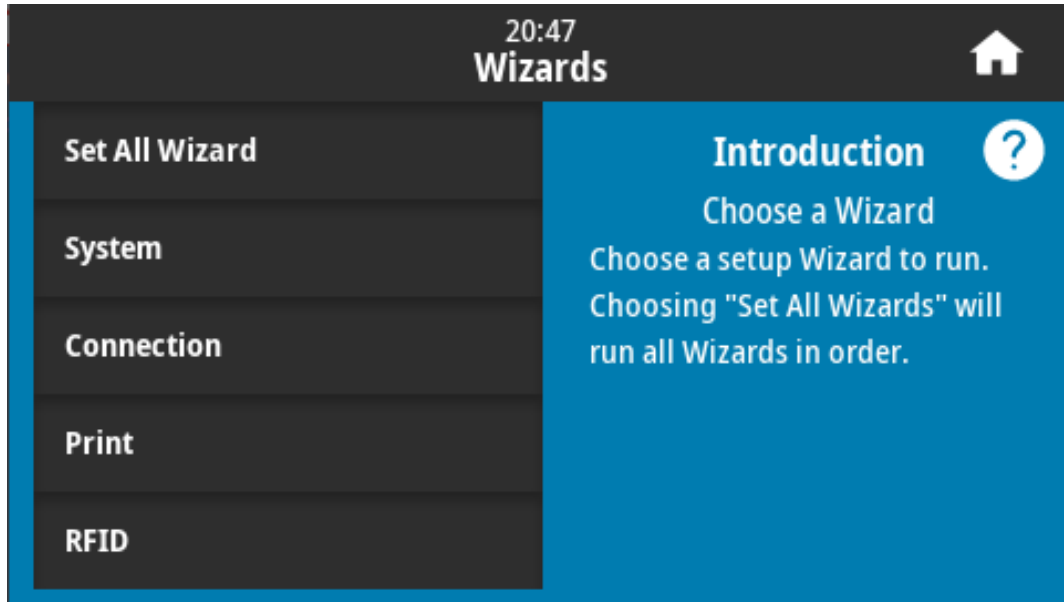 20:47
Wizards
Set All Wizard
System
Connection
Print
RFID
Introduction
?
Choose a Wizard
Choose a setup Wizard to run.
Choosing "Set All Wizards" will
run all Wizards in order.